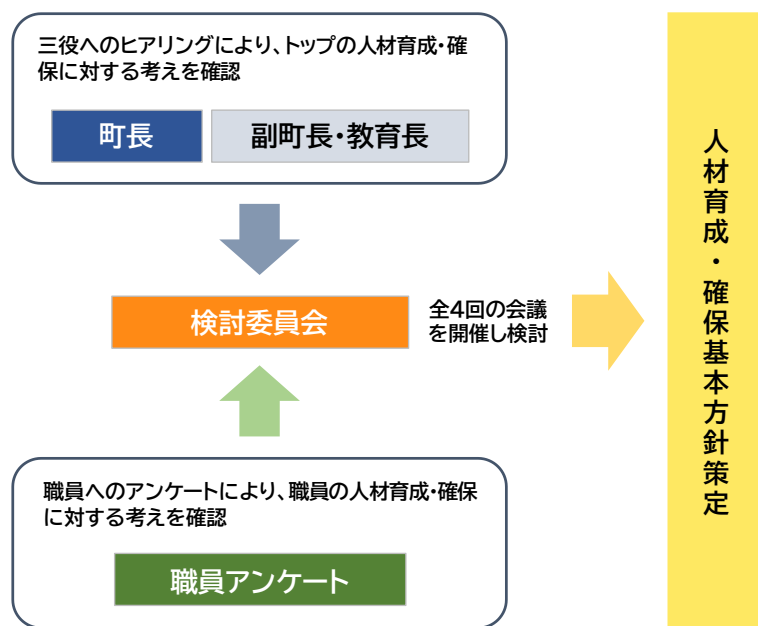 三役へのヒアリングにより、トップの人材育成・確
保に対する考えを確認
町長
副町長・教育長
検討委員会
全4回の会議
を開催し検討
職員へのアンケートにより、職員の人材育成・確保
に対する考えを確認
職員アンケート
人材育成・確保基本方針策定